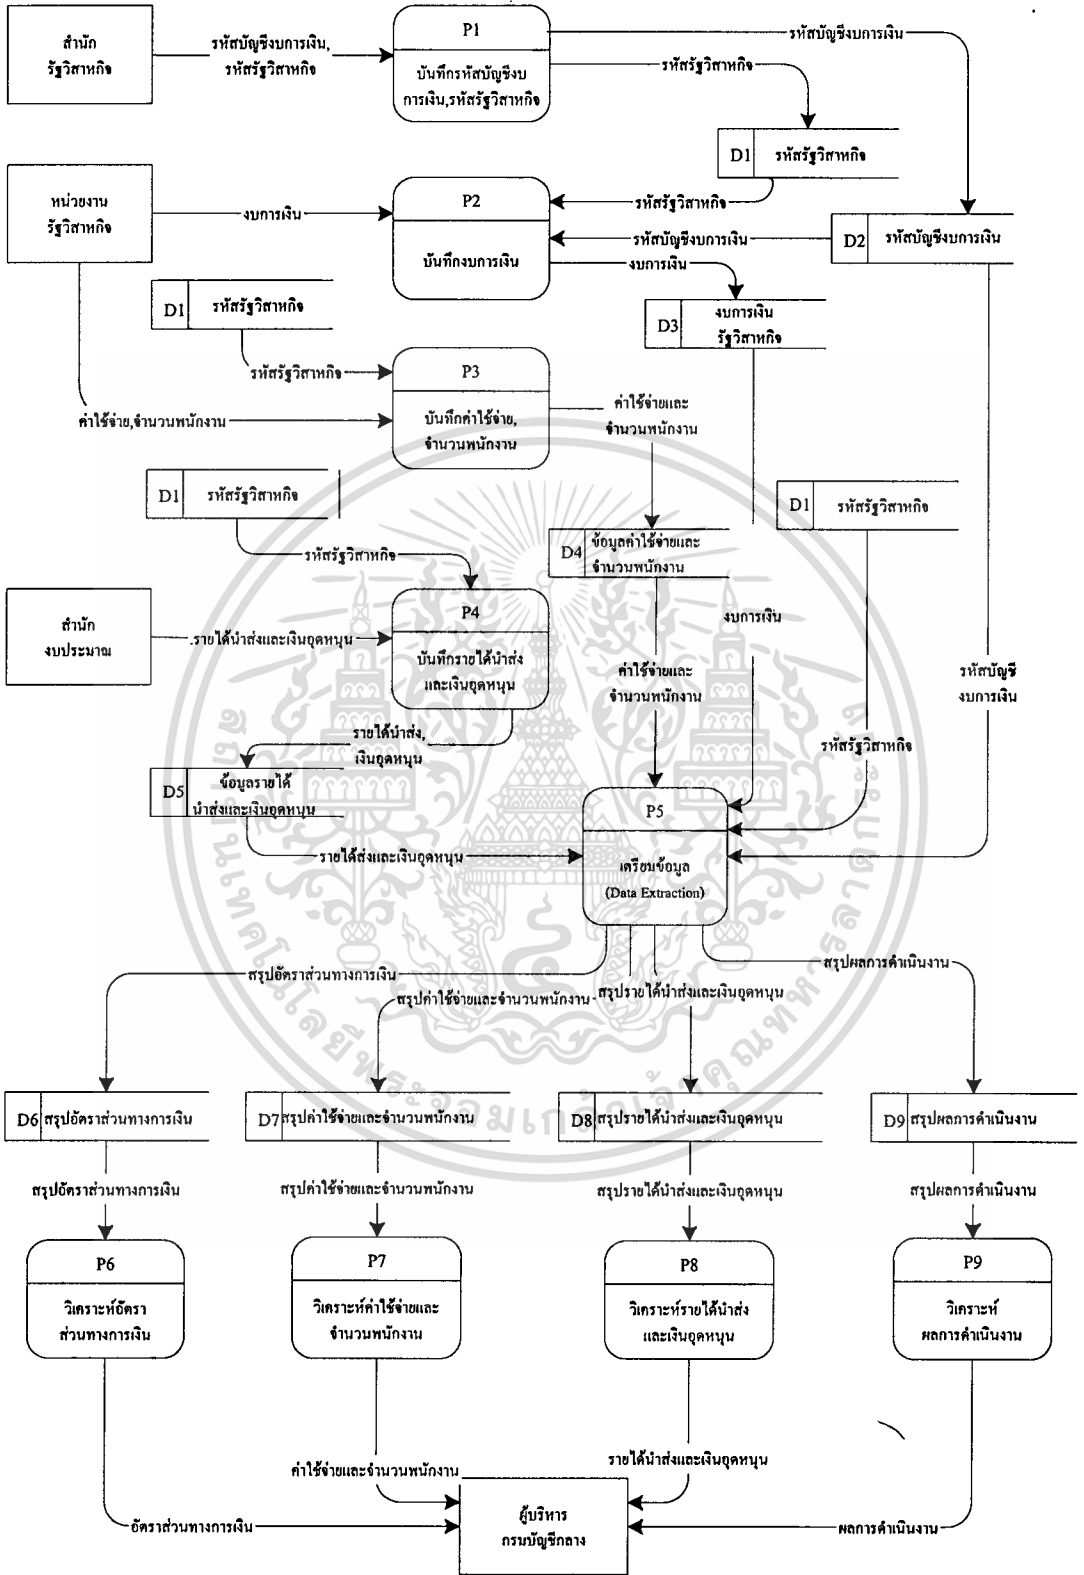 สำนัก
รัฐวิสาหกิจ
รหัสบัญชีงบการเงิน,
รหัสรัฐวิสาหกิจ
P1
บันทึกรหัสบัญชีงบ
การเงิน,รหัสรัฐวิสาหกิจ
รหัสบัญชีงบการเงิน
รหัสรัฐวิสาหกิจ
D1
รหัสรัฐวิสาหกิจ
หน่วยงาน
รัฐวิสาหกิจ
งบการเงิน
P2
บันทึกงบการเงิน
รหัสรัฐวิสาหกิจ
รหัสบัญชีงบการเงิน
D2
รหัสบัญชีงบการเงิน
งบการเงิน
D1
รหัสรัฐวิสาหกิจ
D3
งบการเงิน
รัฐวิสาหกิจ
รหัสรัฐวิสาหกิจ
P3
บันทึกค่าใช้จ่าย,
จำนวนพนักงาน
ค่าใช้จ่าย,จำนวนพนักงาน
ค่าใช้จ่ายและ
จำนวนพนักงาน
D1
รหัสรัฐวิสาหกิจ
D1
รหัสรัฐวิสาหกิจ
รหัสรัฐวิสาหกิจ
D4
ข้อมูลค่าใช้จ่ายและ
จำนวนพนักงาน
สำนัก
งบประมาณ
รายได้นำส่งและเงินอุดหนุน
P4
บันทึกรายได้นำส่ง
และเงินอุดหนุน
งบการเงิน
ค่าใช้จ่ายและ
จำนวนพนักงาน
รหัสบัญชี
งบการเงิน
รายได้นำส่ง,
เงินอุดหนุน
รหัสรัฐวิสาหกิจ
D5
ข้อมูลรายได้
นำส่งและเงินอุดหนุน
รายได้ส่งและเงินอุดหนุน
P5
เตรียมข้อมูล
(Data Extraction)
สรุปอัตราส่วนทางการเงิน
สรุปค่าใช้จ่ายและจำนวนพนักงาน
สรุปรายได้นำส่งและเงินอุดหนุน
สรุปผลการดำเนินงาน
D6 สรุปอัตราส่วนทางการเงิน
D7 สรุปค่าใช้จ่ายและจำนวนพนักงาน
D8 สรุปรายได้นำส่งและเงินอุดหนุน
D9 สรุปผลการดำเนินงาน
สรุปอัตราส่วนทางการเงิน
สรุปค่าใช้จ่ายและจำนวนพนักงาน
สรุปรายได้นำส่งและเงินอุดหนุน
สรุปผลการดำเนินงาน
P6
วิเคราะห์อัตรา
ส่วนทางการเงิน
P7
วิเคราะห์ค่าใช้จ่ายและ
จำนวนพนักงาน
P8
วิเคราะห์รายได้นำส่ง
และเงินอุดหนุน
P9
วิเคราะห์
ผลการดำเนินงาน
ค่าใช้จ่ายและจำนวนพนักงาน
รายได้นำส่งและเงินอุดหนุน
อัตราส่วนทางการเงิน
ผู้บริหาร
กรมบัญชีกลาง
ผลการดำเนินงาน
สถาบันเทคโนโลยีพระจอมเกล้าเจ้าคุณทหารลาดกระบัง